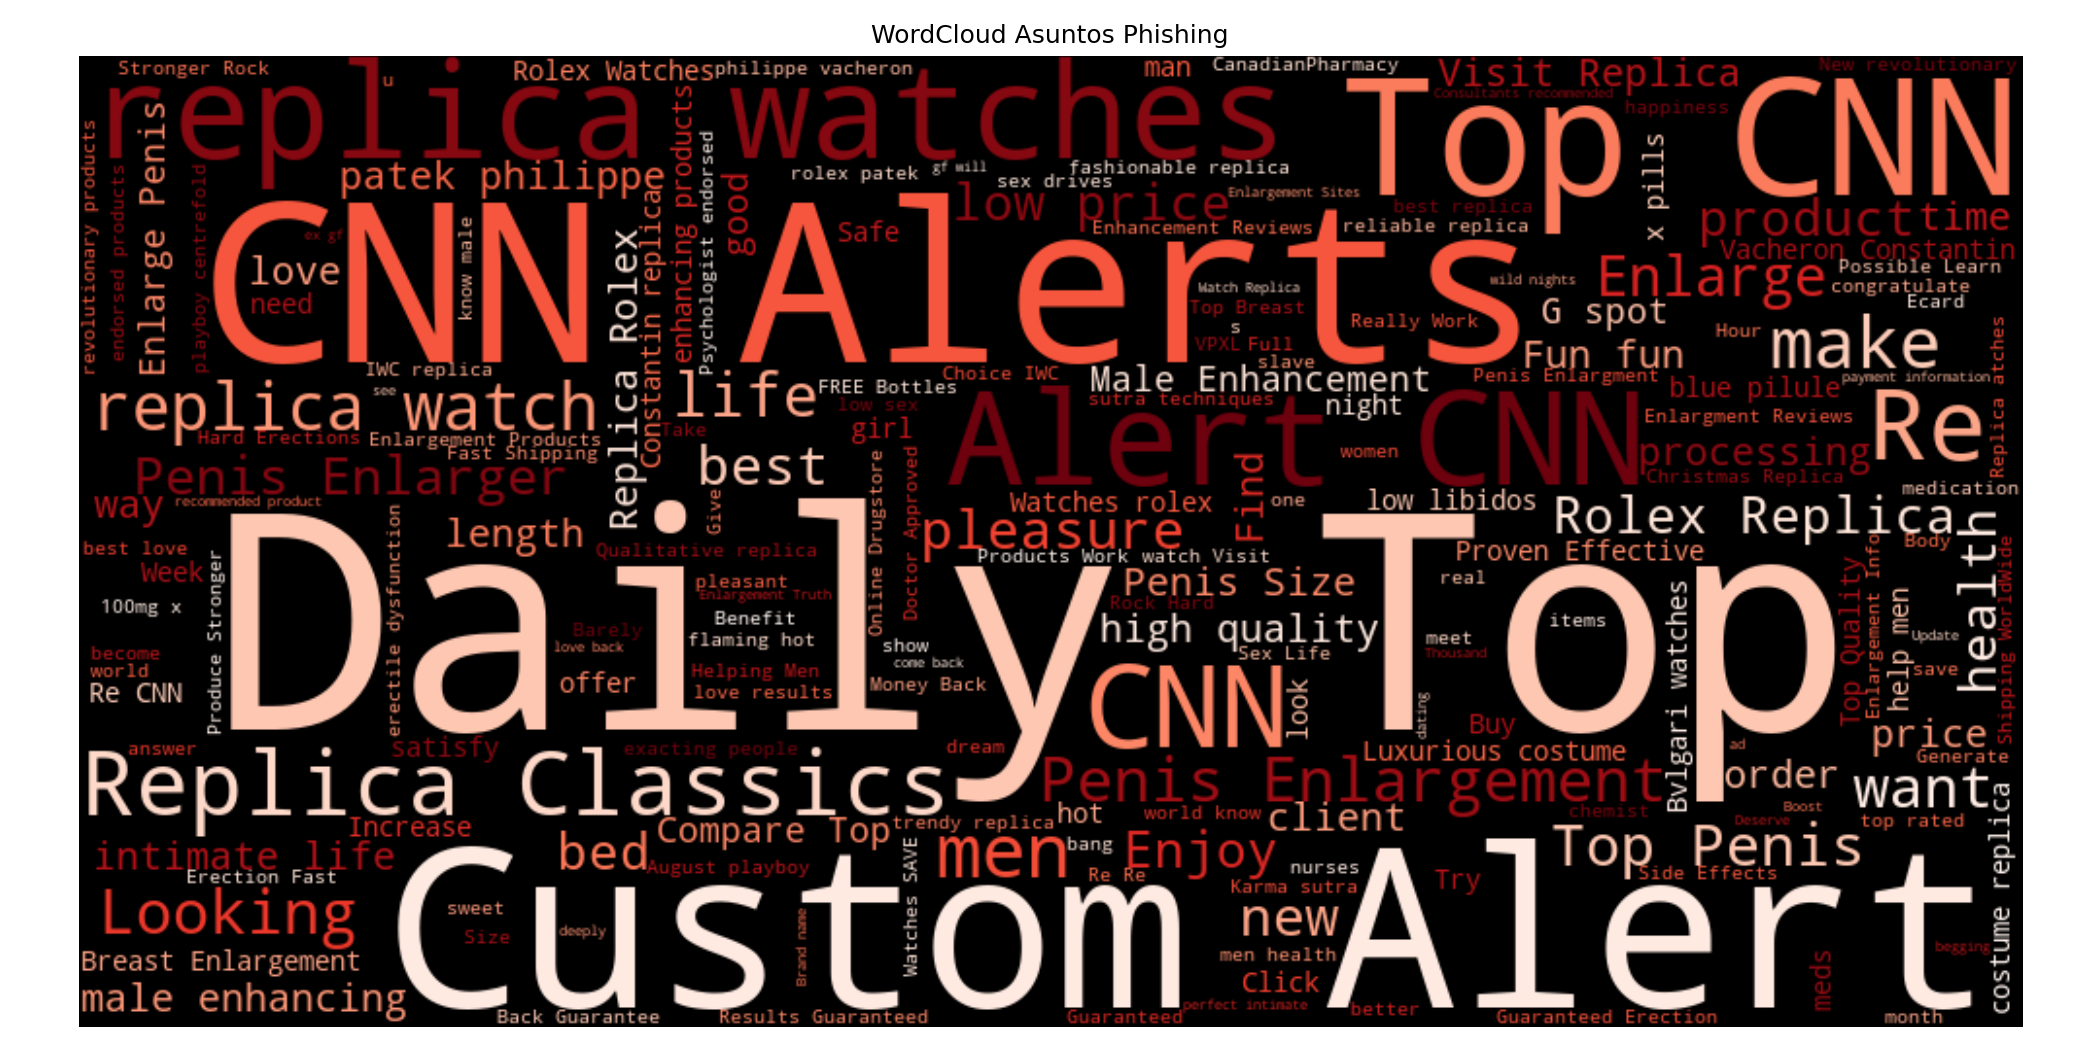 WordCloud Asuntos Phishing
Stronger Rock
u
Rolex Watches
philippe vacheron
man
CanadianPharmacy
Visit Replica
New revolutionary
replica watches
Top CNN
Consultants recommended
happiness
revolutionary products
endorsed products
Enlarge Penis
playboy centrefold
patek philippe
enhancing products
Psychologist endorsed
good
rolex patek
gf will
fashionable replica
sex drives
Enlargement Sites
low price
best replica
x pills
product
time
CNN Alerts
ex gf
love
need
know male
Replica Rolex
Constantin replican
Safe
Enhancement Reviews
reliable replica
Vacheron Constantin
wild nights
Enlarge
Possible Learn
congratulate
Ecard
Watch Replica
Top Breast
s
VPXL Full
slave
Really Work
G spot
Fun fun
Hour
make
IWC replica
see
replica watch
life
FREE Bottles
Choice IWC
Male Enhancement
sutra techniques
night
Penis Enlargment
blue pilule
payment information
Replica atches
low sex
girl
Take
Alert CNN
Enlargment Reviews
Re
Hard Erections
Enlargement Products
Fast Shipping
best
women
processing
Christmas Replica
Penis Enlarger
way
recommended product
Give
Online Drugstore
Doctor Approved
Watches rolex
Find
one
low libidos
medication
Rolex Replica
length
Qualitative replica
pleasure
Products Work
watch Visit
Proven Effective
Body
best love
Week
Produce Stronger
Daily Top
erectile dysfunction
pleasant
Enlargement Truth
Penis Size
Rock Hard
real
100mg x
Barely
love back
Benefit
flaming hot
show
come back
high quality
Sex Life
meet
Thousand
items
Bvlgari watches
Top Quality
Enlargement Info
help men
Update
health
Shipping WorldWide
become
world
Re CNN
offer
Helping Men
love results
Money Back
CNN
look
dating
save
Buy
price
Generate
answer
satisfy
exacting people
dream
Luxurious costume
ad
Replica Classics
Penis Enlargement
order
want
Increase
Compare Top
trendy replica
hot
world know
client
chemist
Boost
Deserve
top rated
intimate life
Erection Fast
bed
August playboy
Watches SAVE
men
bang
Re Re
Enjoy
nurses
Karma sutra
Try
Top Penis
Side Effects
costume replica
Looking
sweet
Size
deeply
Brand name
Custom Alert
new
men health
Click
perfect intimate
better
meds
begging
Breast Enlargement
male enhancing
Back Guarantee
Results Guaranteed
Guaranteed
Guaranteed Erection
month